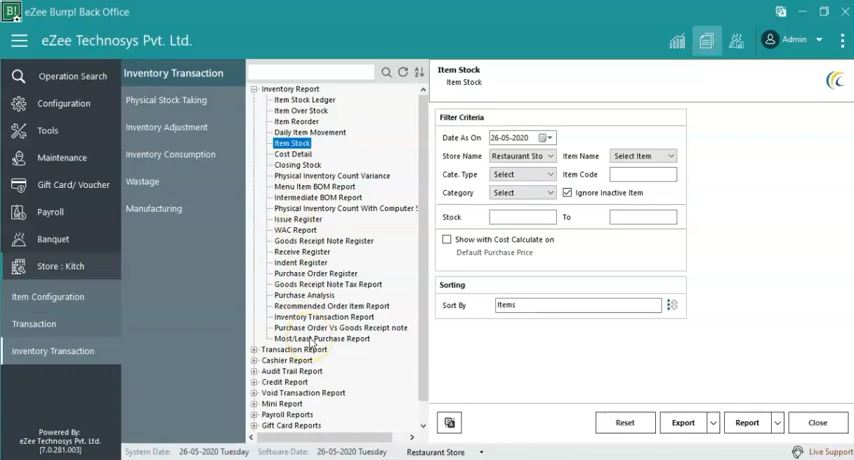 B!
eZee Burrp! Back Office
eZee Technosys Pvt. Ltd.
Admin
Operation Search
Configuration
Tools
Maintenance
Gift Card/ Voucher
Payroll
Banquet
Store : Kitch
Item Configuration
Transaction
Inventory Transaction
Powered By:
eZee Technosys Pvt. Ltd.
[7.0.281.003]
Inventory Transaction
Physical Stock Taking
Inventory Adjustment
Inventory Consumption
Wastage
Manufacturing
Inventory Report
Item Stock Ledger
Item Over Stock
Item Reorder
Daily Item Movement
Item Stock
Cost Detail
Closing Stock
Physical Inventory Count Variance
Menu Item BOM Report
Intermediate BOM Report
Physical Inventory Count With Computer S
Issue Register
WAC Report
Goods Receipt Note Register
Receive Register
Indent Register
Purchase Order Register
Goods Receipt Note Tax Report
Purchase Analysis
Recommended Order Item Report
Inventory Transaction Report
Purchase Order Vs Goods Receipt note
Most/Least Purchase Report
Transaction Report
Cashier Report
Audit Trail Report
Credit Report
Void Transaction Report
Mini Report
Payroll Reports
Gift Card Reports
Item Stock
Item Stock
Filter Criteria
Date As On 26-05-2020
Store Name Restaurant Sto Item Name Select Item
Cate. Type Select Item Code
Category Select Ignore Inactive Item
Stock To
Show with Cost Calculate on
Default Purchase Price
Sorting
Sort By Items
Reset Export Report Close
System Date: 26-05-2020 Tuesday Software Date: 26-05-2020 Tuesday Restaurant Store Live Support